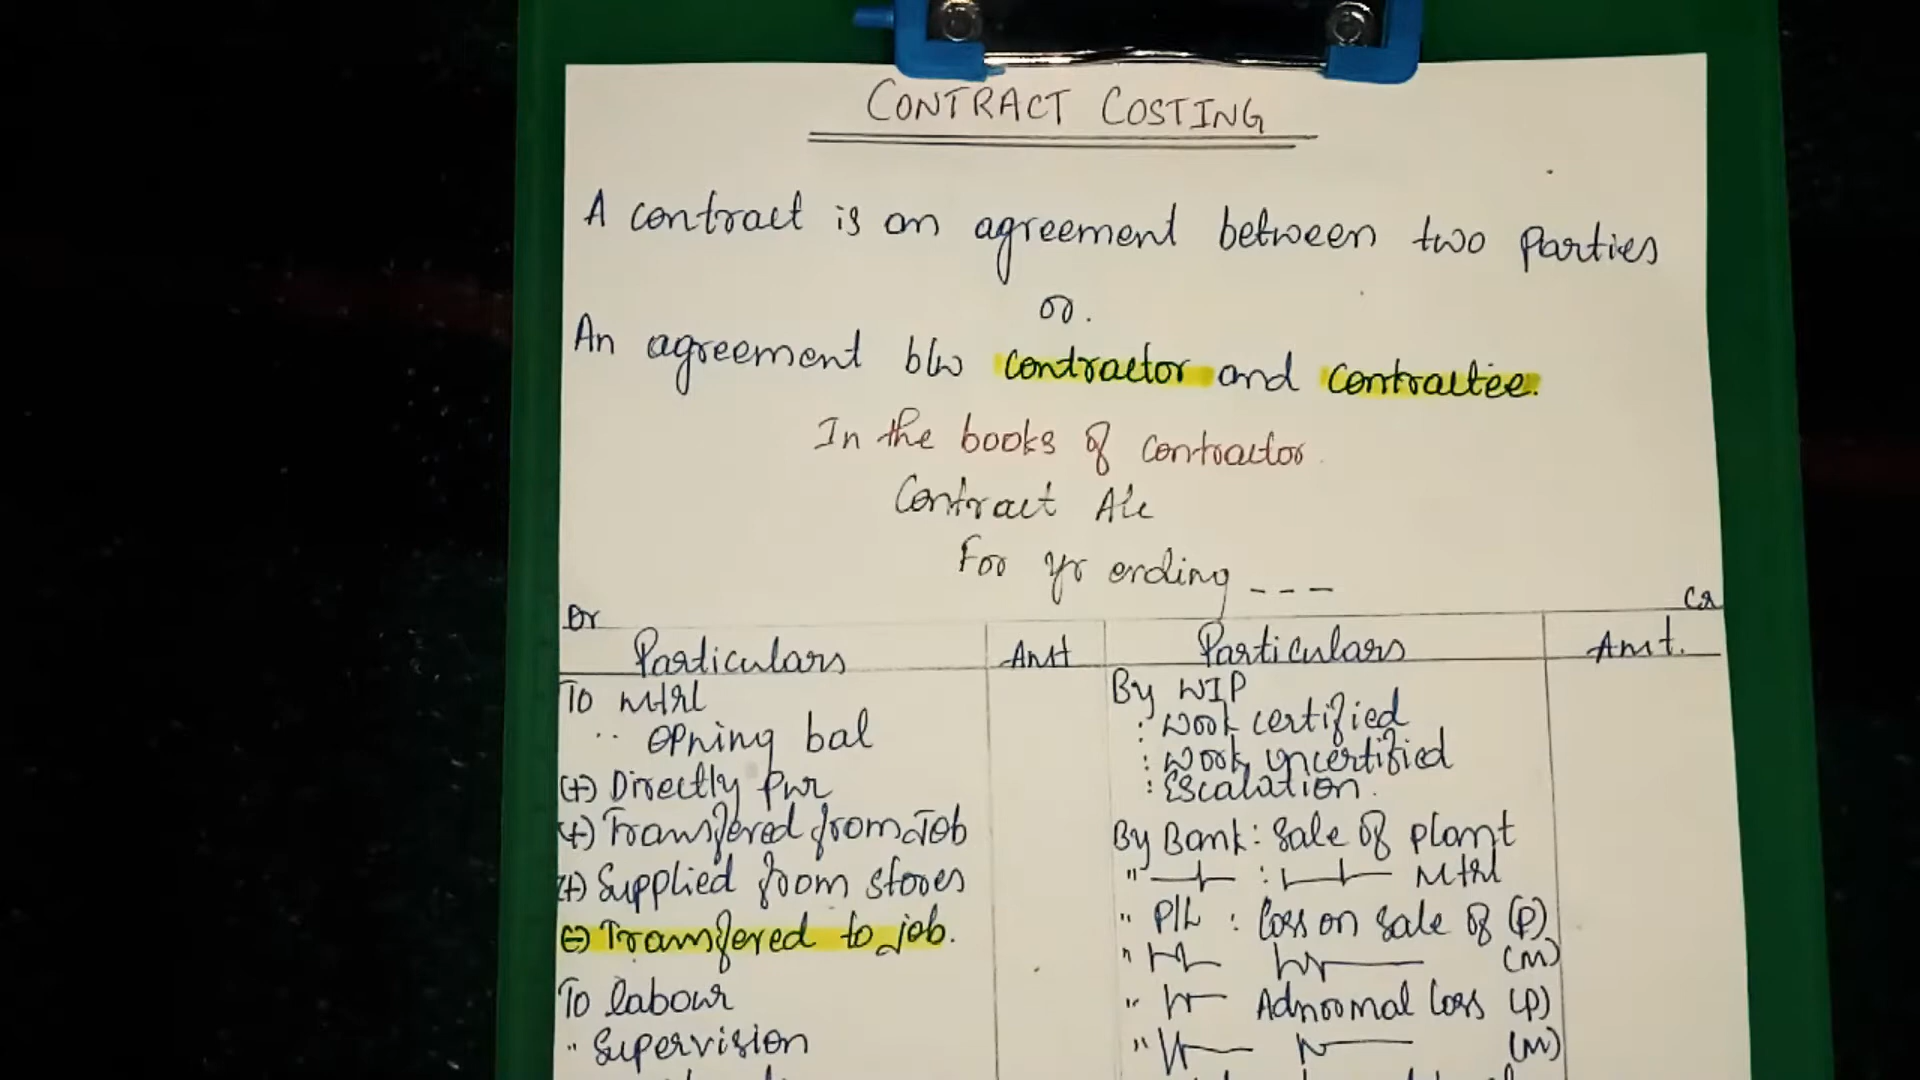 CONTRACT COSTING
A contract is an agreement between two parties
or.
An agreement b/w contractor and contractee.
In the books of contractor.
Contract A/c
For yr ending ---
Dr
Cr
Particulars Amt Particulars Amt.
To Mtrl
.. Opning bal
(+) Directly Pur
(+) Transfered from Job
(+) Supplied from stores
(-) Transfered to job.
To labour
" Supervision
By WIP
: Work certified
: Work uncertified
: Escalation.
By Bank: Sale of plant
" : Mtrl
" P/L : Loss on sale of (P)
" (M)
" Adnormal loss (P)
" (M)